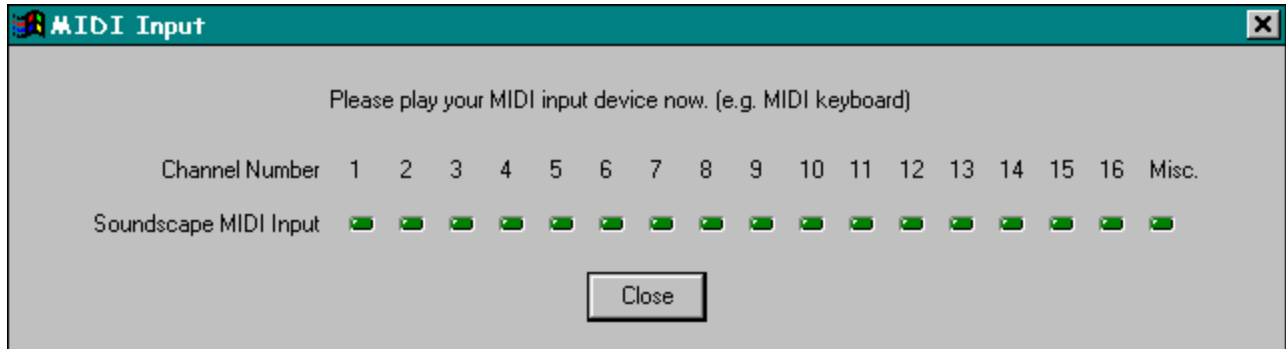 MIDI Input
Please play your MIDI input device now. (e.g. MIDI keyboard)
Channel Number 1 2 3 4 5 6 7 8 9 10 11 12 13 14 15 16 Misc.
Soundscape MIDI Input
Close